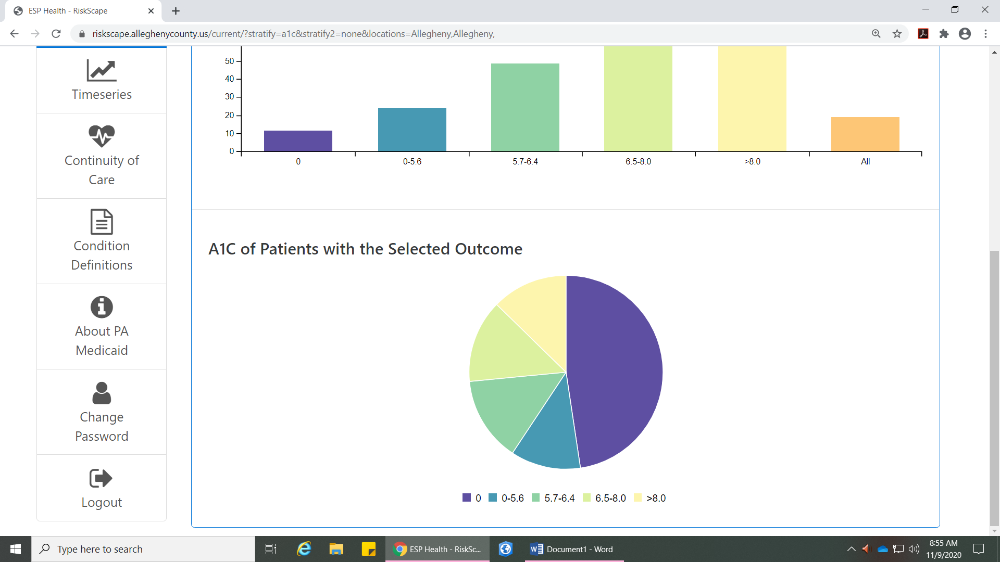 ESP Health - RiskScape
riskscape.alleghenycounty.us/current/?stratify=a1c&stratify2=none&locations=Allegheny,Allegheny,
Timeseries
Continuity of
Care
Condition
Definitions
About PA
Medicaid
Change
Password
Logout
50
40
30
20
10
0
0 0-5.6 5.7-6.4 6.5-8.0 >8.0 All
A1C of Patients with the Selected Outcome
0 0-5.6 5.7-6.4 6.5-8.0 >8.0
Type here to search
ESP Health - RiskSc...
Document1 - Word
8:55 AM
11/9/2020